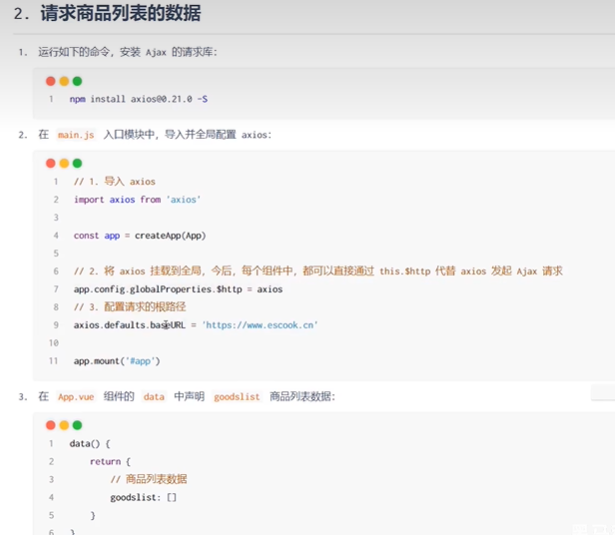 2. 请求商品列表的数据
1. 运行如下的命令，安装 Ajax 的请求库：
1 npm install axios@0.21.0 -S
2. 在 main.js 入口模块中，导入并全局配置 axios：
1 // 1. 导入 axios
2 import axios from 'axios'
3
4 const app = createApp(App)
5
6 // 2. 将 axios 挂载到全局，今后，每个组件中，都可以直接通过 this.$http 代替 axios 发起 Ajax 请求
7 app.config.globalProperties.$http = axios
8 // 3. 配置请求的根路径
9 axios.defaults.baseURL = 'https://www.escook.cn'
10
11 app.mount('#app')
3. 在 App.vue 组件的 data 中声明 goodslist 商品列表数据：
1 data() {
2 return {
3 // 商品列表数据
4 goodslist: []
5 }
6 }